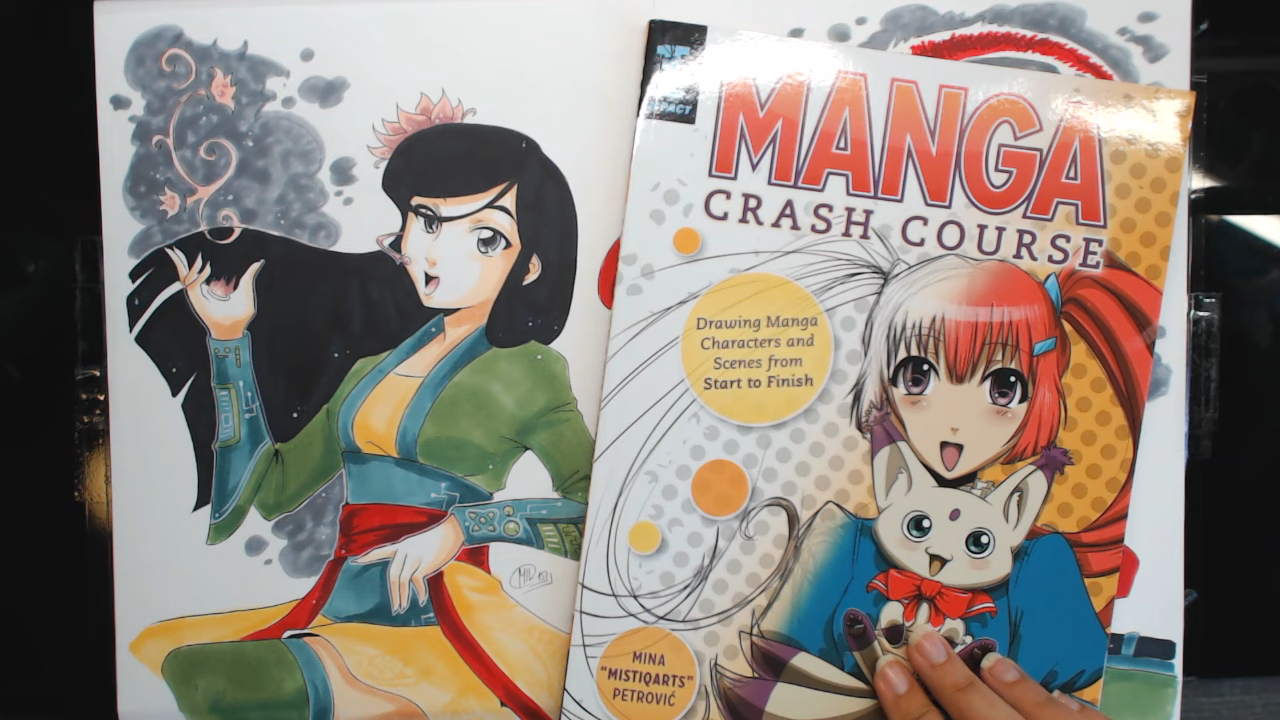 MANGA
CRASH COURSE
Drawing Manga
Characters and
Scenes from
Start to Finish
MINA
"MISTIQARTS"
PETROVIĆ